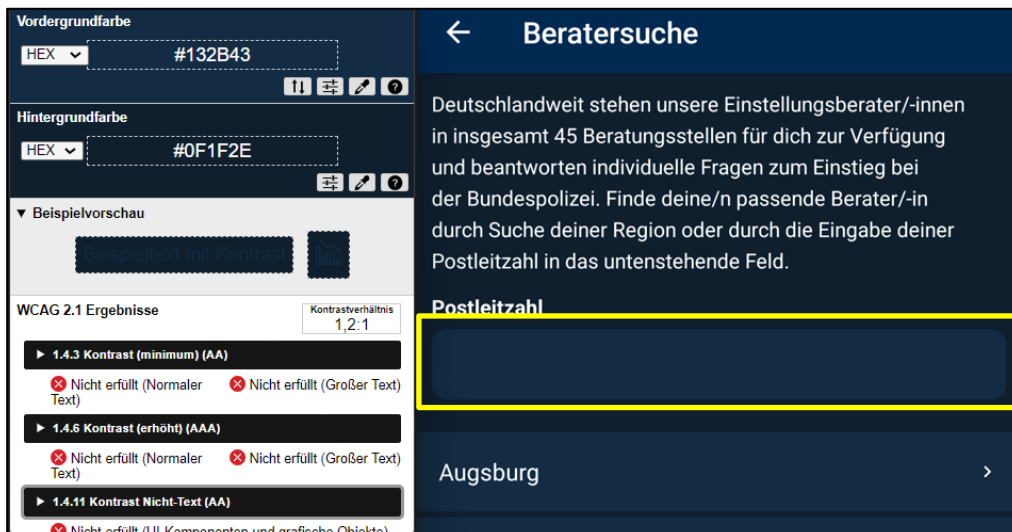 Vordergrundfarbe
HEX
#132B43
Hintergrundfarbe
HEX
#0F1F2E
▼ Beispielvorschau
Beispieltext mit Kontrast
WCAG 2.1 Ergebnisse
Kontrastverhältnis
1,2:1
▶ 1.4.3 Kontrast (minimum) (AA)
Nicht erfüllt (Normaler Text)
Nicht erfüllt (Großer Text)
▶ 1.4.6 Kontrast (erhöht) (AAA)
Nicht erfüllt (Normaler Text)
Nicht erfüllt (Großer Text)
▶ 1.4.11 Kontrast Nicht-Text (AA)
Nicht erfüllt (UI-Komponenten und grafische Objekte)
Beratersuche
Deutschlandweit stehen unsere Einstellungsberater/-innen
in insgesamt 45 Beratungsstellen für dich zur Verfügung
und beantworten individuelle Fragen zum Einstieg bei
der Bundespolizei. Finde deine/n passende Berater/-in
durch Suche deiner Region oder durch die Eingabe deiner
Postleitzahl in das untenstehende Feld.
Postleitzahl
Augsburg